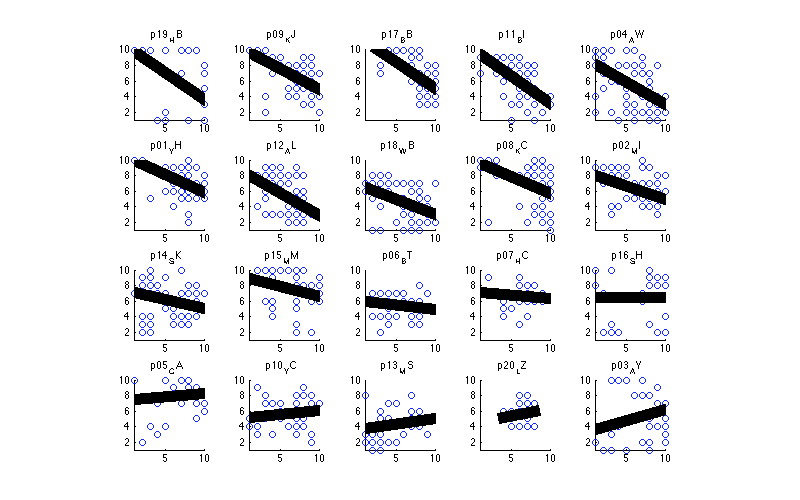 p19HB p09KJ p17BB p11BI p04AW
10 10 10 10 10
8 8 8 8 8
6 6 6 6 6
4 4 4 4 4
2 2 2 2 2
5 10 5 10 5 10 5 10 5 10
p01YH p12AL p18WB p08KC p02MI
10 10 10 10 10
8 8 8 8 8
6 6 6 6 6
4 4 4 4 4
2 2 2 2 2
5 10 5 10 5 10 5 10 5 10
p14SK p15MM p06BT p07HC p16SH
10 10 10 10 10
8 8 8 8 8
6 6 6 6 6
4 4 4 4 4
2 2 2 2 2
5 10 5 10 5 10 5 10 5 10
p05CA p10YC p13MS p20LZ p03AY
10 10 10 10 10
8 8 8 8 8
6 6 6 6 6
4 4 4 4 4
2 2 2 2 2
5 10 5 10 5 10 5 10 5 10